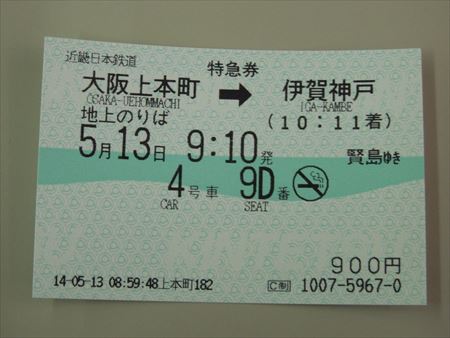 近畿日本鉄道
特急券
大阪上本町 ➡ 伊賀神戸
OSAKA-UEHOMMACHI IGA-KAMBE
地上のりば (10:11着)
5月13日 9:10発 賢島ゆき
4号車 9D番
CAR SEAT
900円
14-05-13 08:59:48上本町182 C制 1007-5967-0